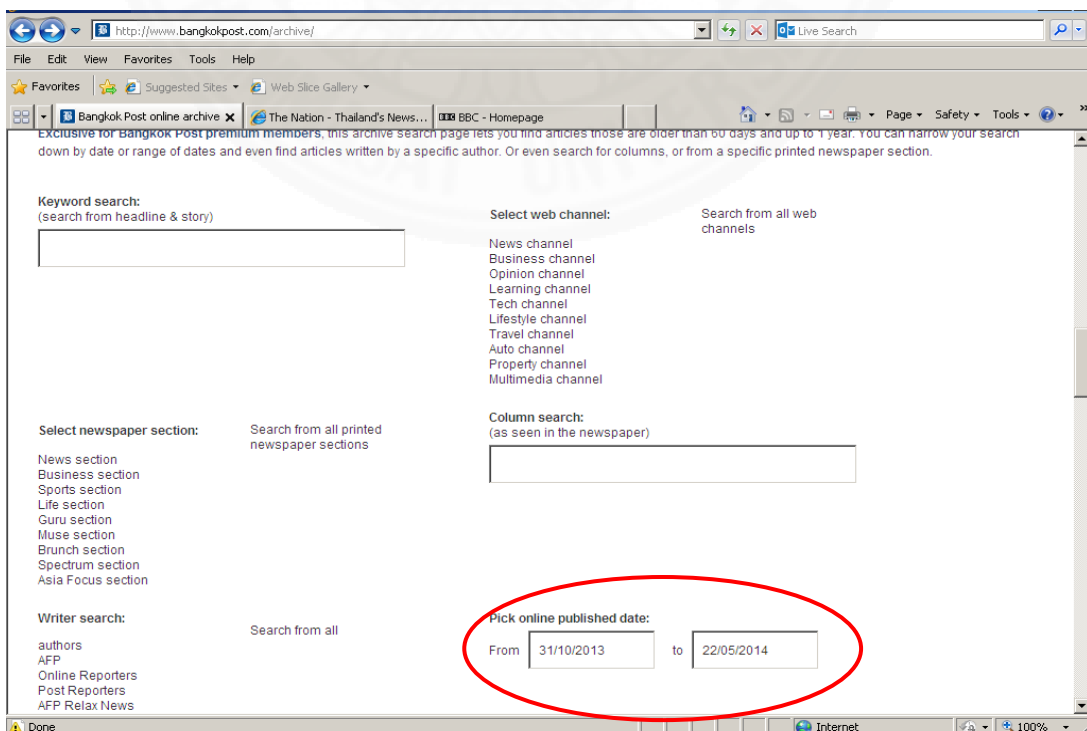 http://www.bangkokpost.com/archive/
Live Search
File Edit View Favorites Tools Help
Favorites Suggested Sites Web Slice Gallery
Bangkok Post online archive The Nation - Thailand's News... BBC - Homepage Page Safety Tools
Exclusive for Bangkok Post premium members, this archive search page lets you find articles those are older than 60 days and up to 1 year. You can narrow your search
down by date or range of dates and even find articles written by a specific author. Or even search for columns, or from a specific printed newspaper section.
Keyword search:
(search from headline & story)
Select web channel:
Search from all web
channels
News channel
Business channel
Opinion channel
Learning channel
Tech channel
Lifestyle channel
Travel channel
Auto channel
Property channel
Multimedia channel
Select newspaper section:
Search from all printed
newspaper sections
News section
Business section
Sports section
Life section
Guru section
Muse section
Brunch section
Spectrum section
Asia Focus section
Column search:
(as seen in the newspaper)
Writer search:
Search from all
authors
AFP
Online Reporters
Post Reporters
AFP Relax News
Pick online published date:
From 31/10/2013 to 22/05/2014
Done Internet 100%